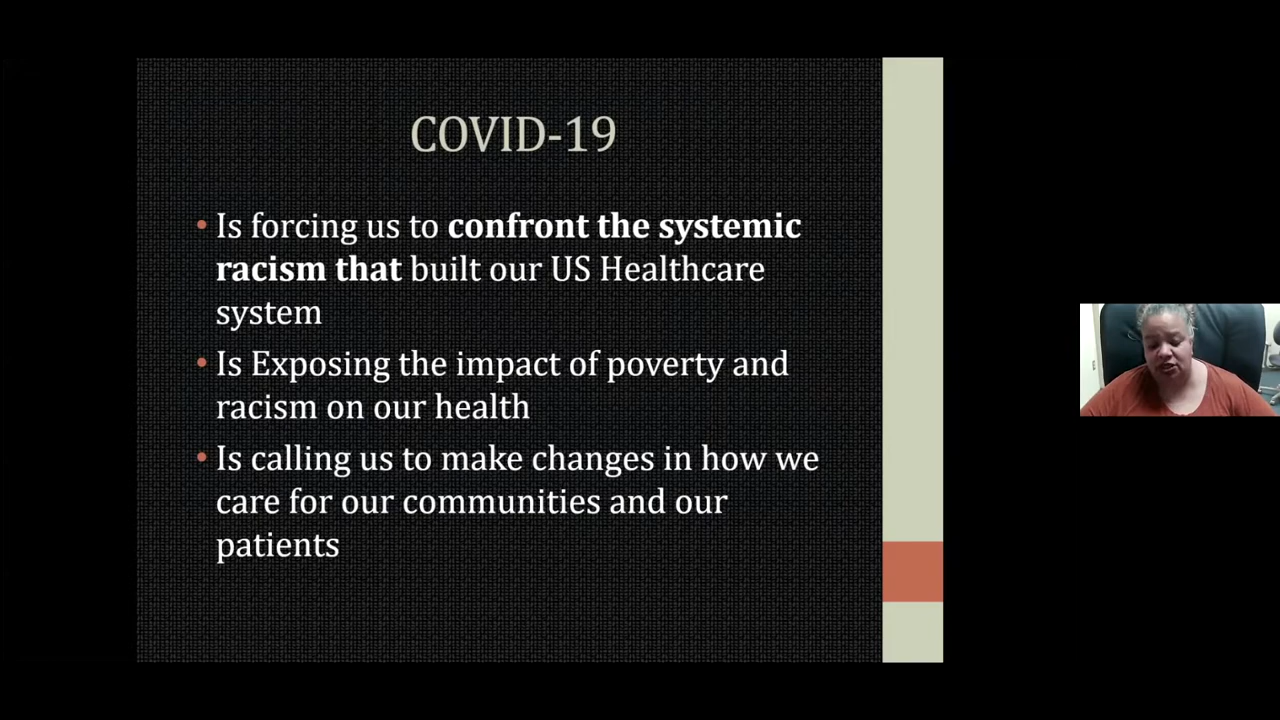 COVID-19
• Is forcing us to confront the systemic
racism that built our US Healthcare
system
• Is Exposing the impact of poverty and
racism on our health
• Is calling us to make changes in how we
care for our communities and our
patients